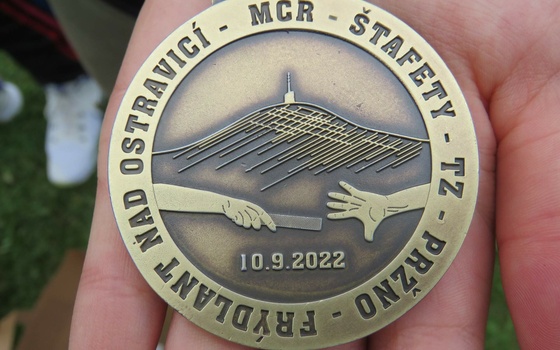 MČR - ŠTAFETY - TZ - PRŽNO - FRÝDLANT NAD OSTRAVICÍ -
10.9.2022